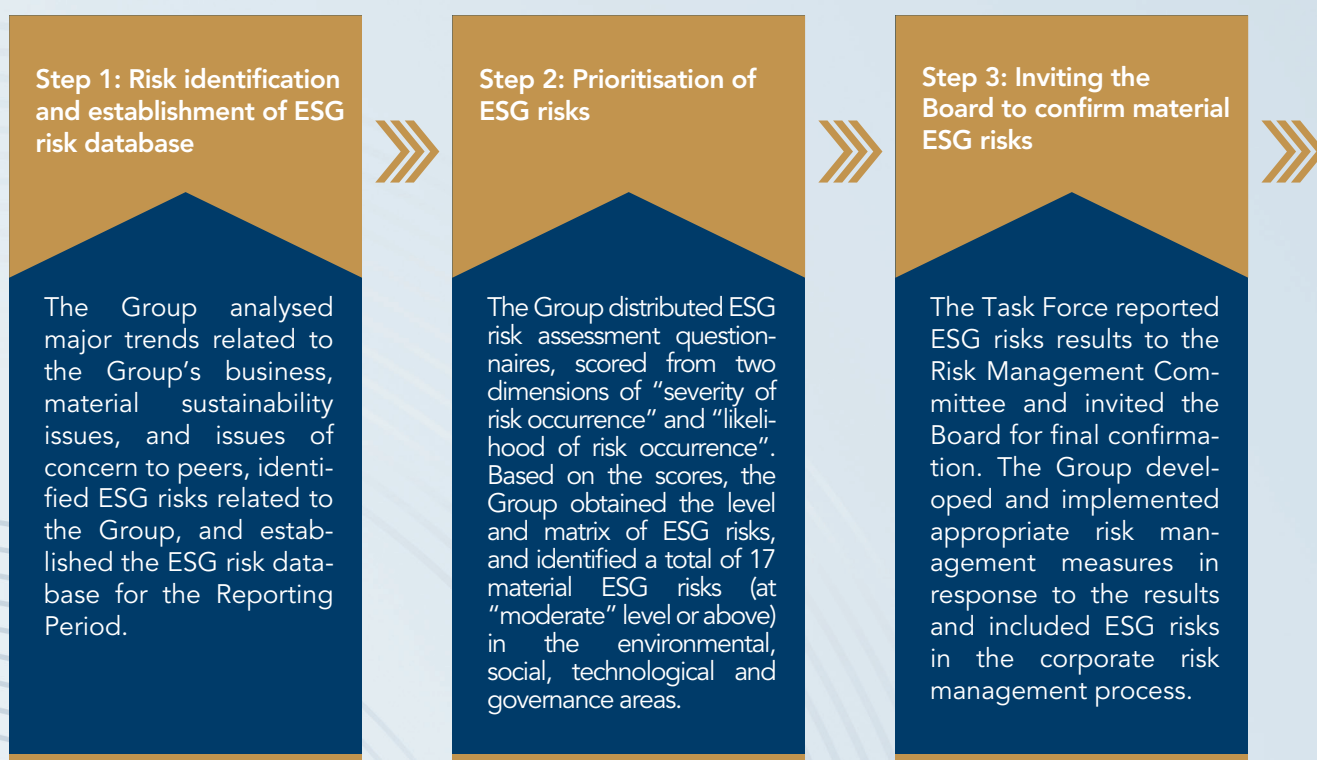 Step 1: Risk identification
and establishment of ESG
risk database
The Group analysed
major trends related to
the Group's business,
material sustainability
issues, and issues of
concern to peers, identi-
fied ESG risks related to
the Group, and estab-
lished the ESG risk data-
base for the Reporting
Period.
Step 2: Prioritisation of
ESG risks
The Group distributed ESG
risk assessment question-
naires, scored from two
dimensions of "severity of
risk occurrence" and "likeli-
hood of risk occurrence".
Based on the scores, the
Group obtained the level
and matrix of ESG risks,
and identified a total of 17
material ESG risks (at
"moderate" level or above)
in the environmental,
social, technological and
governance areas.
Step 3: Inviting the
Board to confirm material
ESG risks
The Task Force reported
ESG risks results to the
Risk Management Com-
mittee and invited the
Board for final confirma-
tion. The Group devel-
oped and implemented
appropriate risk man-
agement measures in
response to the results
and included ESG risks
in the corporate risk
management process.